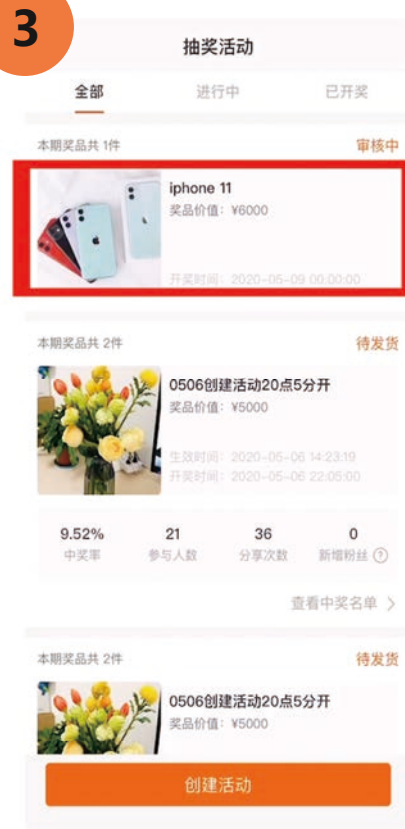 3
抽奖活动
全部 进行中 已开奖
本期奖品共 1件 审核中
iphone 11
奖品价值：¥6000
开奖时间：2020-05-09 00:00:00
本期奖品共 2件 待发货
0506创建活动20点5分开
奖品价值：¥5000
生效时间：2020-05-06 14:23:19
开奖时间：2020-05-06 22:05:00
9.52% 21 36 0
中奖率 参与人数 分享次数 新增粉丝 ?
查看中奖名单 >
本期奖品共 2件 待发货
0506创建活动20点5分开
奖品价值：¥5000
创建活动